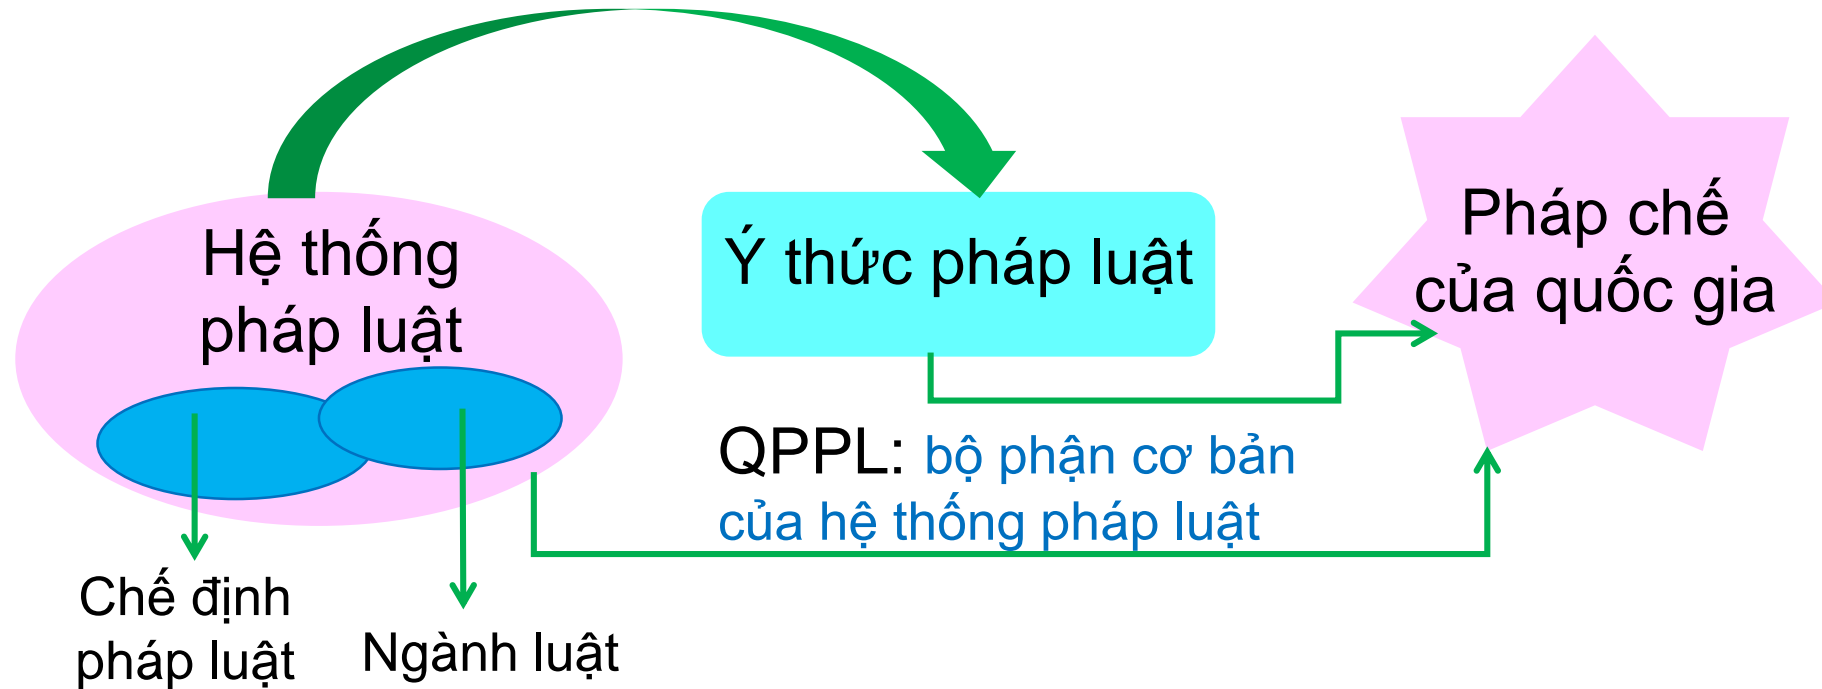 Hệ thống
pháp luật
Ý thức pháp luật
Pháp chế
của quốc gia
QPPL: bộ phận cơ bản
của hệ thống pháp luật
Chế định
pháp luật
Ngành luật